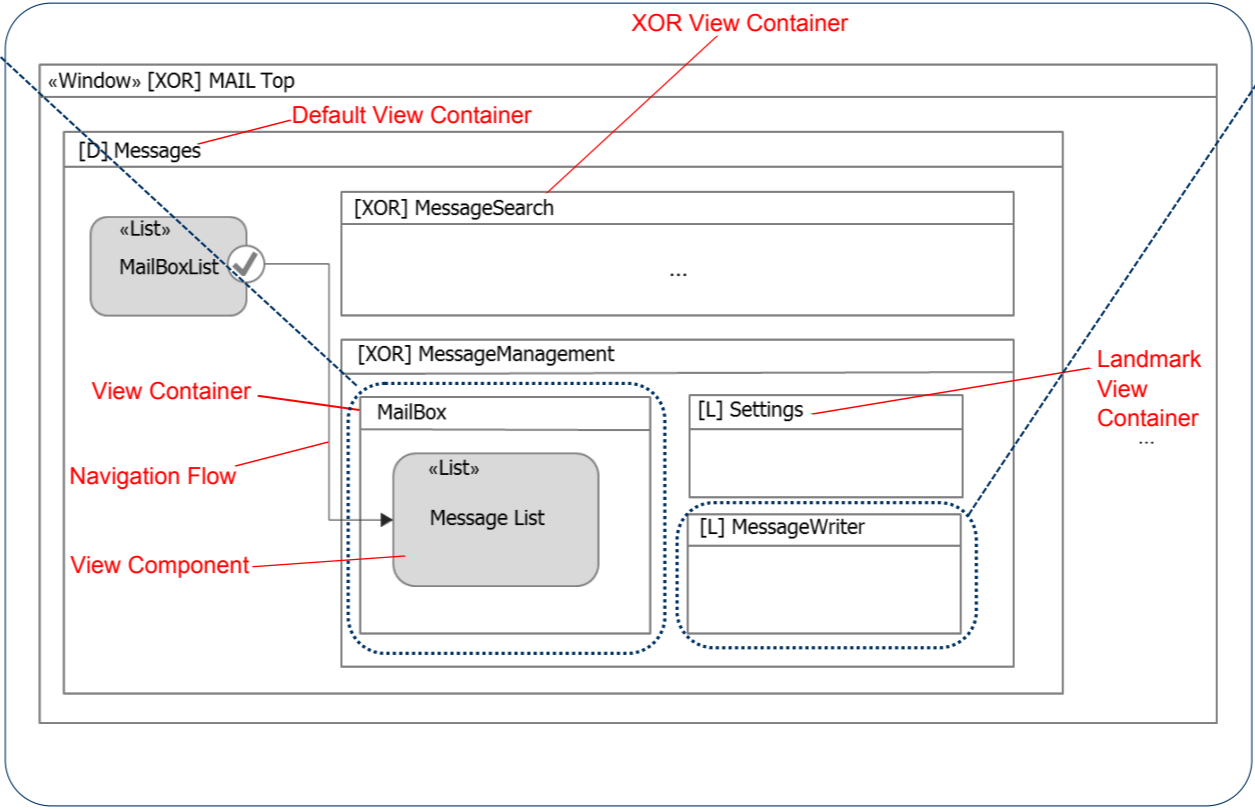 XOR View Container
«Window» [XOR] MAIL Top
Default View Container
[D] Messages
[XOR] MessageSearch
...
«List»
MailBoxList
[XOR] MessageManagement
Landmark
View
Container
...
View Container
MailBox
[L] Settings
«List»
Message List
Navigation Flow
[L] MessageWriter
View Component